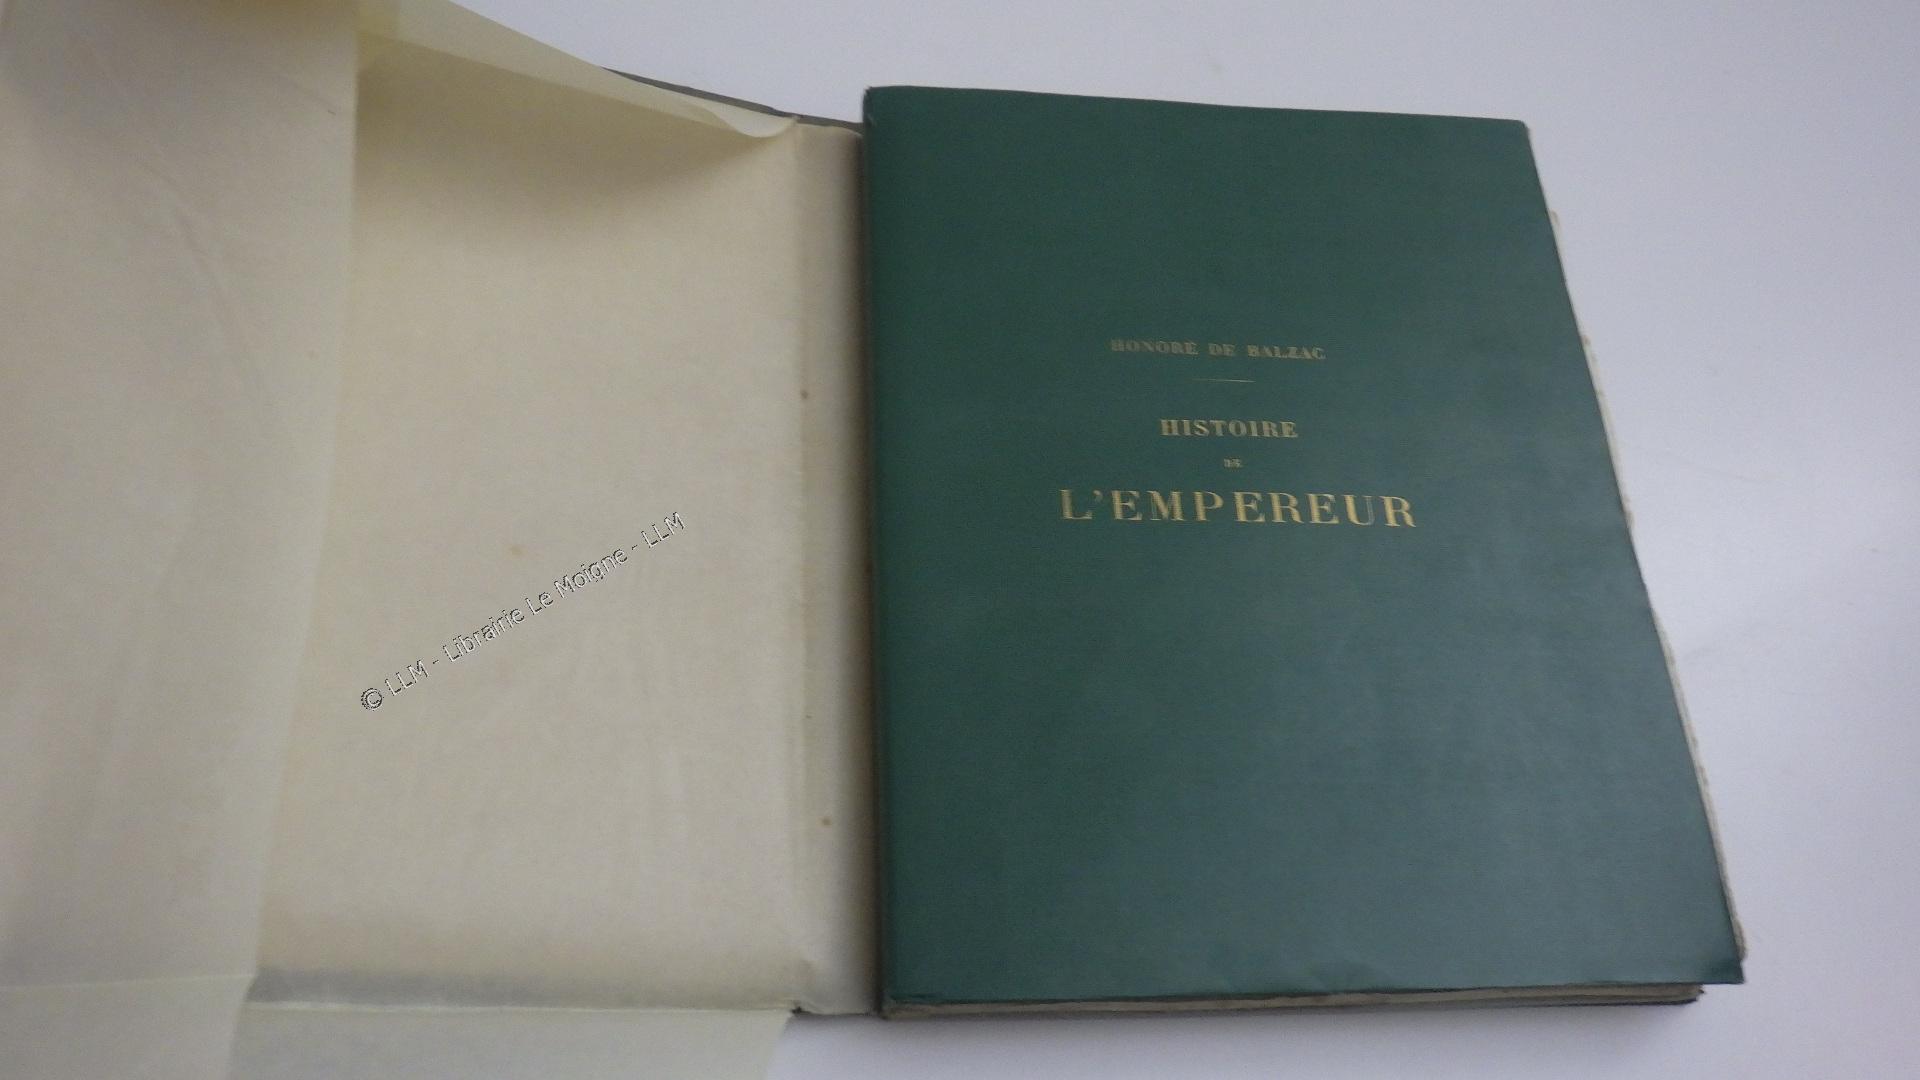 HONORÉ DE BALZAC
HISTOIRE
DE
L'EMPEREUR
© LLM - Librairie Le Moigne - LLM